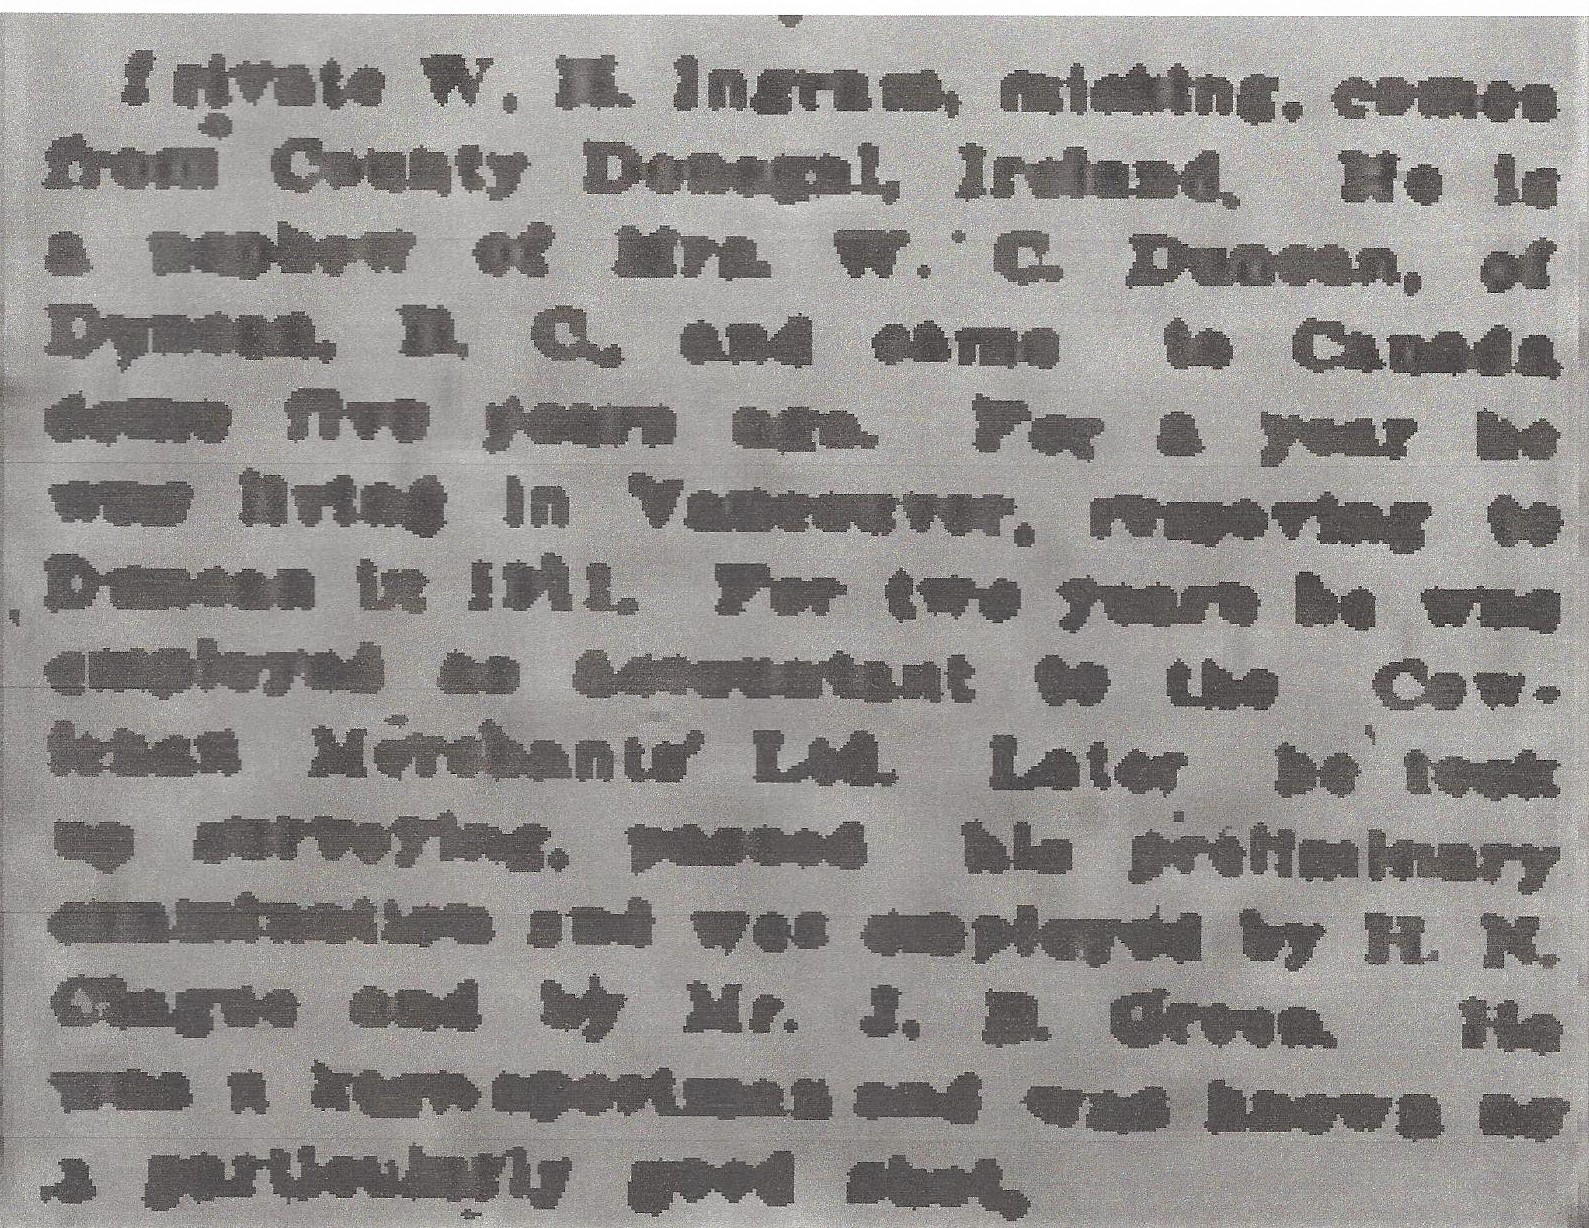 Private W. H. Ingram, missing, comes
from County Donegal, Ireland. He is
a nephew of Mrs. W. C. Duncan, of
Duncan, B. C. and came to Canada
some five years ago. For a year he
was living in Vancouver, removing to
Duncan in 1911. For two years he was
employed as accountant to the Cow-
ichan Merchants' Ltd. Later he took
up surveying, passed his preliminary
examination and was employed by H. N.
and by Mr. J. B. Green. He
was a keen sportsman and was known as
a particularly good shot.